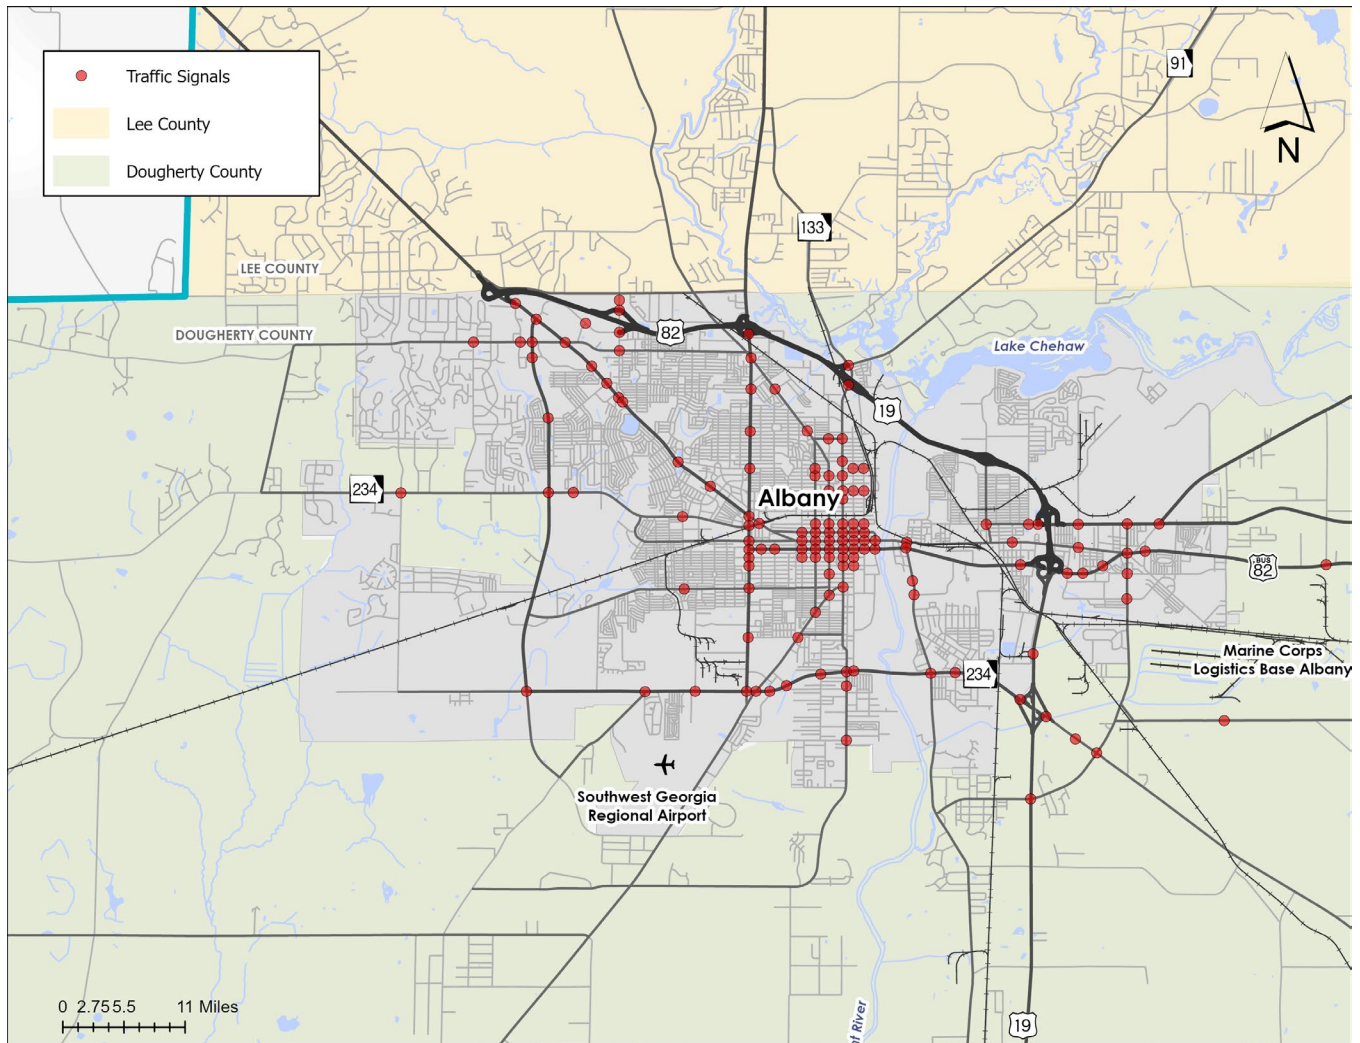 Traffic Signals
Lee County
Dougherty County
91
N
133
LEE COUNTY
DOUGHERTY COUNTY
82
Lake Chehaw
19
234
Albany
BUS
82
Marine Corps
Logistics Base Albany
234
Southwest Georgia
Regional Airport
0 2.75 5.5 11 Miles
19
nt River